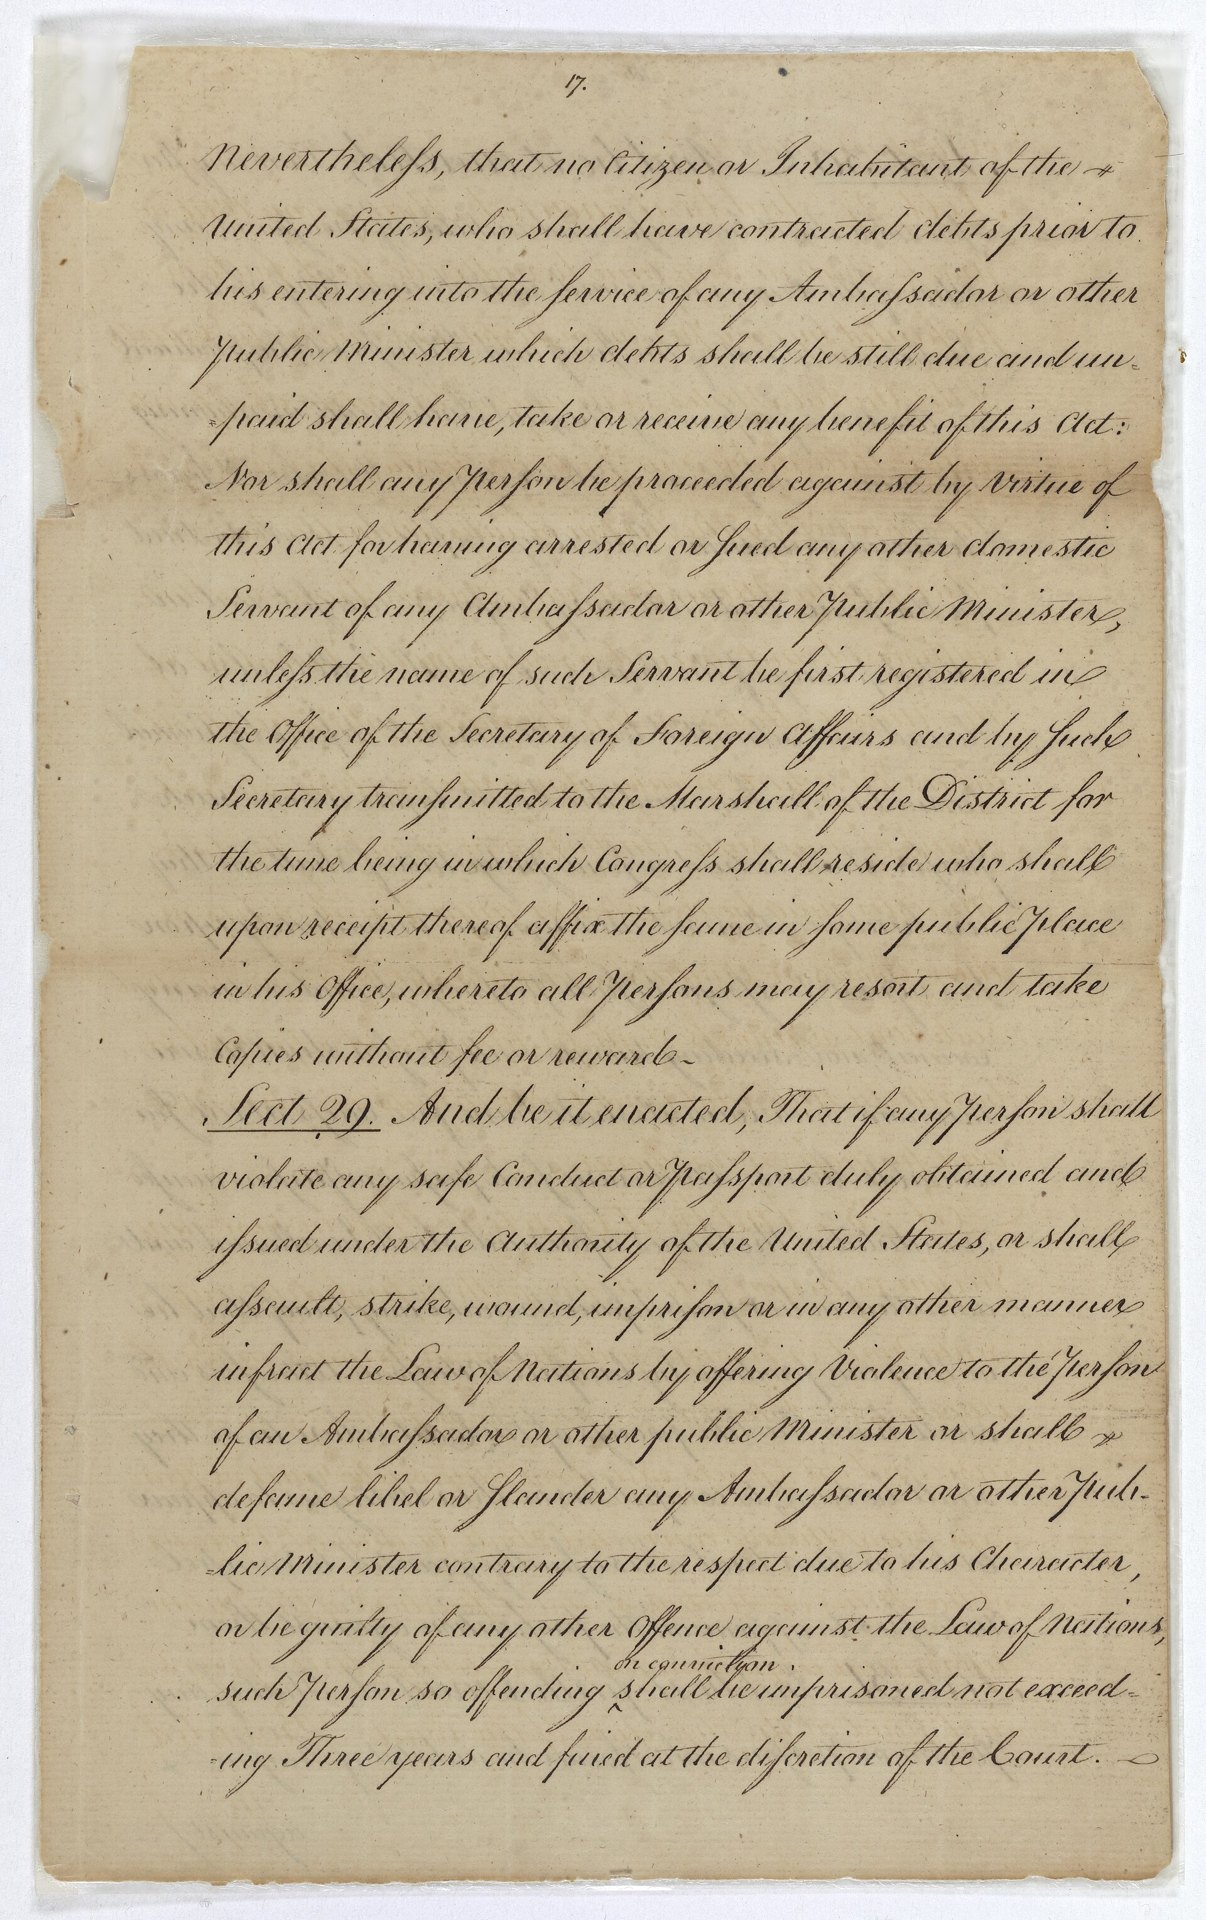 17.
Nevertheless, that no Citizen or Inhabitant of the
United States, who shall have contracted debts prior to
his entering into the service of any Ambassador or other
Public Minister which debts shall be still due and un-
-paid shall have, take or receive any benefit of this Act:
Nor shall any Person be proceeded against by Virtue of
this Act for having arrested or sued any other domestic
Servant of any Ambassador or other Public Minister,
unless the name of such Servant be first registered in
the Office of the Secretary of Foreign Affairs and by such
Secretary transmitted to the Marshall of the District for
the time being in which Congress shall reside who shall
upon receipt thereof affix the same in some public Place
in his Office, whereto all Persons may resort and take
Copies without fee or reward -
Sect 29. And be it enacted, That if any Person shall
violate any safe Conduct or Passport duly obtained and
issued under the Authority of the United States, or shall
assault, strike, wound, imprison or in any other manner
infract the Law of Nations by offering Violence to the Person
of an Ambassador or other public Minister or shall
defame libel or Slander any Ambassador or other Pub-
-lic Minister contrary to the respect due to his Character,
or be guilty of any other Offence against the Law of Nations,
on conviction
such Person so offending ‸ shall be imprisoned not exceed-
-ing Three years and fined at the discretion of the Court. -